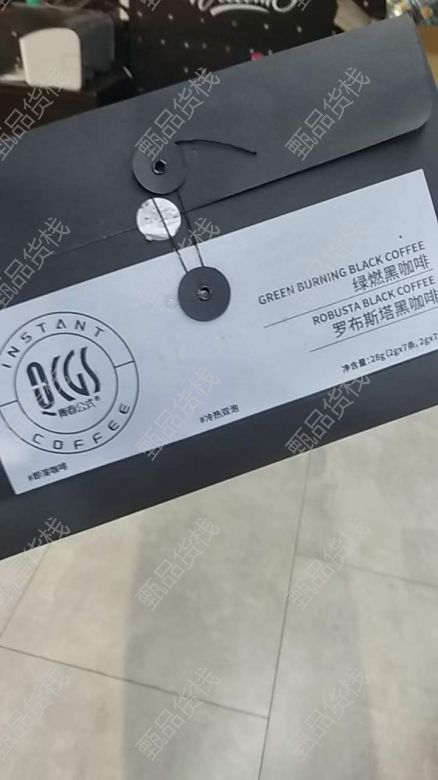 GREEN BURNING BLACK COFFEE
绿燃黑咖啡
ROBUSTA BLACK COFFEE
罗布斯塔黑咖啡
净含量:28g(2gx7条,2gx7
INSTANT
QCGS
青春公式®
COFFEE
#冷热双泡
#即溶咖啡
甄品货栈